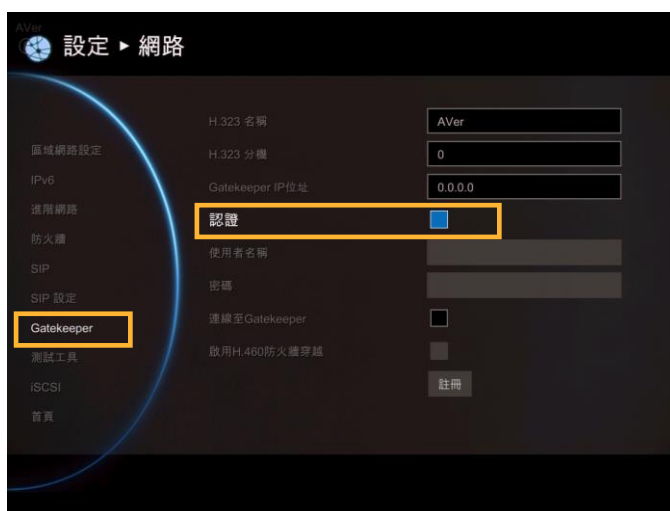 AVer
設定 ▸ 網路
區域網路設定
IPv6
進階網路
防火牆
SIP
SIP 設定
Gatekeeper
測試工具
iSCSI
首頁
H.323 名稱 AVer
H.323 分機 0
Gatekeeper IP位址 0.0.0.0
認證
使用者名稱
密碼
連線至Gatekeeper
啟用H.460防火牆穿越
註冊